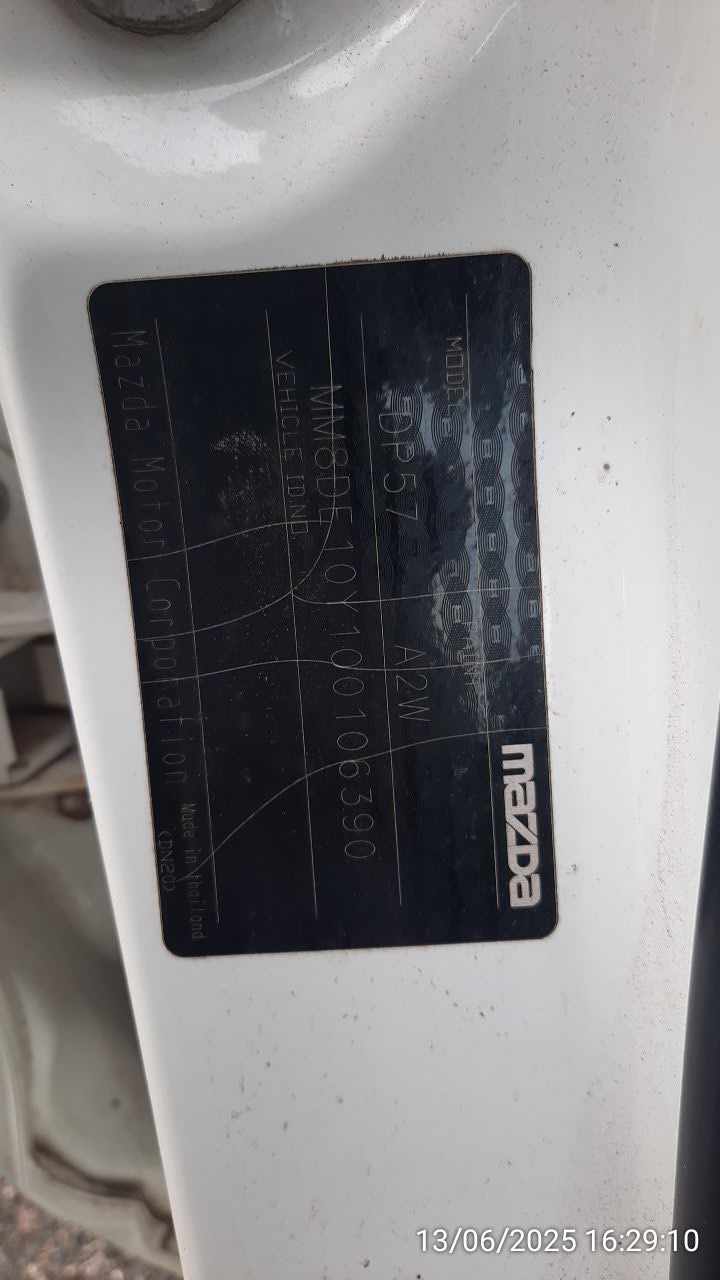 mazda
MODEL PAINT
DP57 A2W
VEHICLE ID.NO.
MM8DE10Y100106390
Mazda Motor Corporation Made in Thailand
(DN20)
13/06/2025 16:29:10